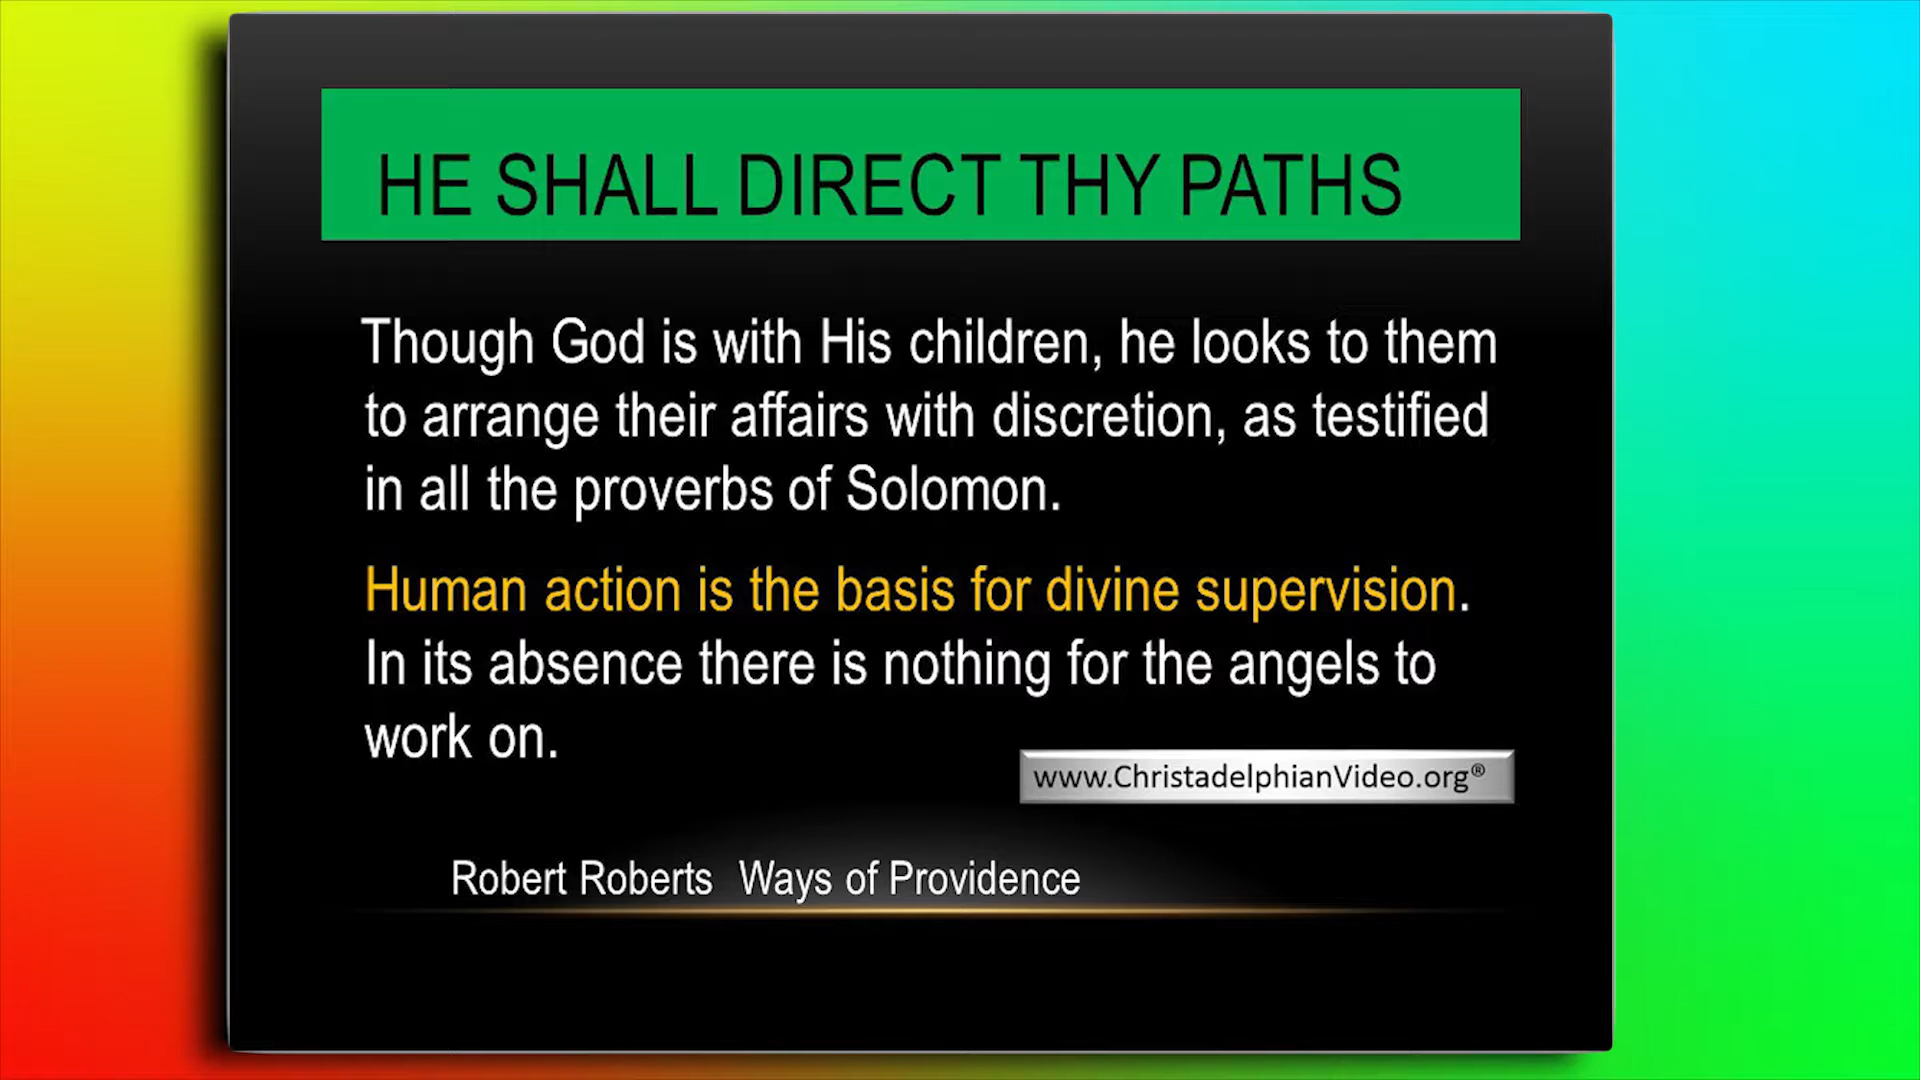 HE SHALL DIRECT THY PATHS
Though God is with His children, he looks to them
to arrange their affairs with discretion, as testified
in all the proverbs of Solomon.
Human action is the basis for divine supervision.
In its absence there is nothing for the angels to
work on.
www.ChristadelphianVideo.org®
Robert Roberts Ways of Providence